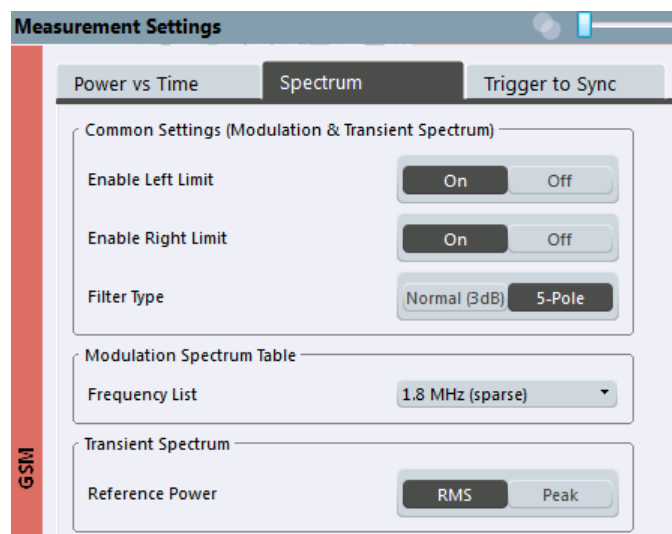 Measurement Settings
Power vs Time
Spectrum
Trigger to Sync
Common Settings (Modulation & Transient Spectrum)
Enable Left Limit
On
Off
Enable Right Limit
On
Off
Filter Type
Normal (3dB)
5-Pole
Modulation Spectrum Table
Frequency List
1.8 MHz (sparse)
Transient Spectrum
GSM
Reference Power
RMS
Peak